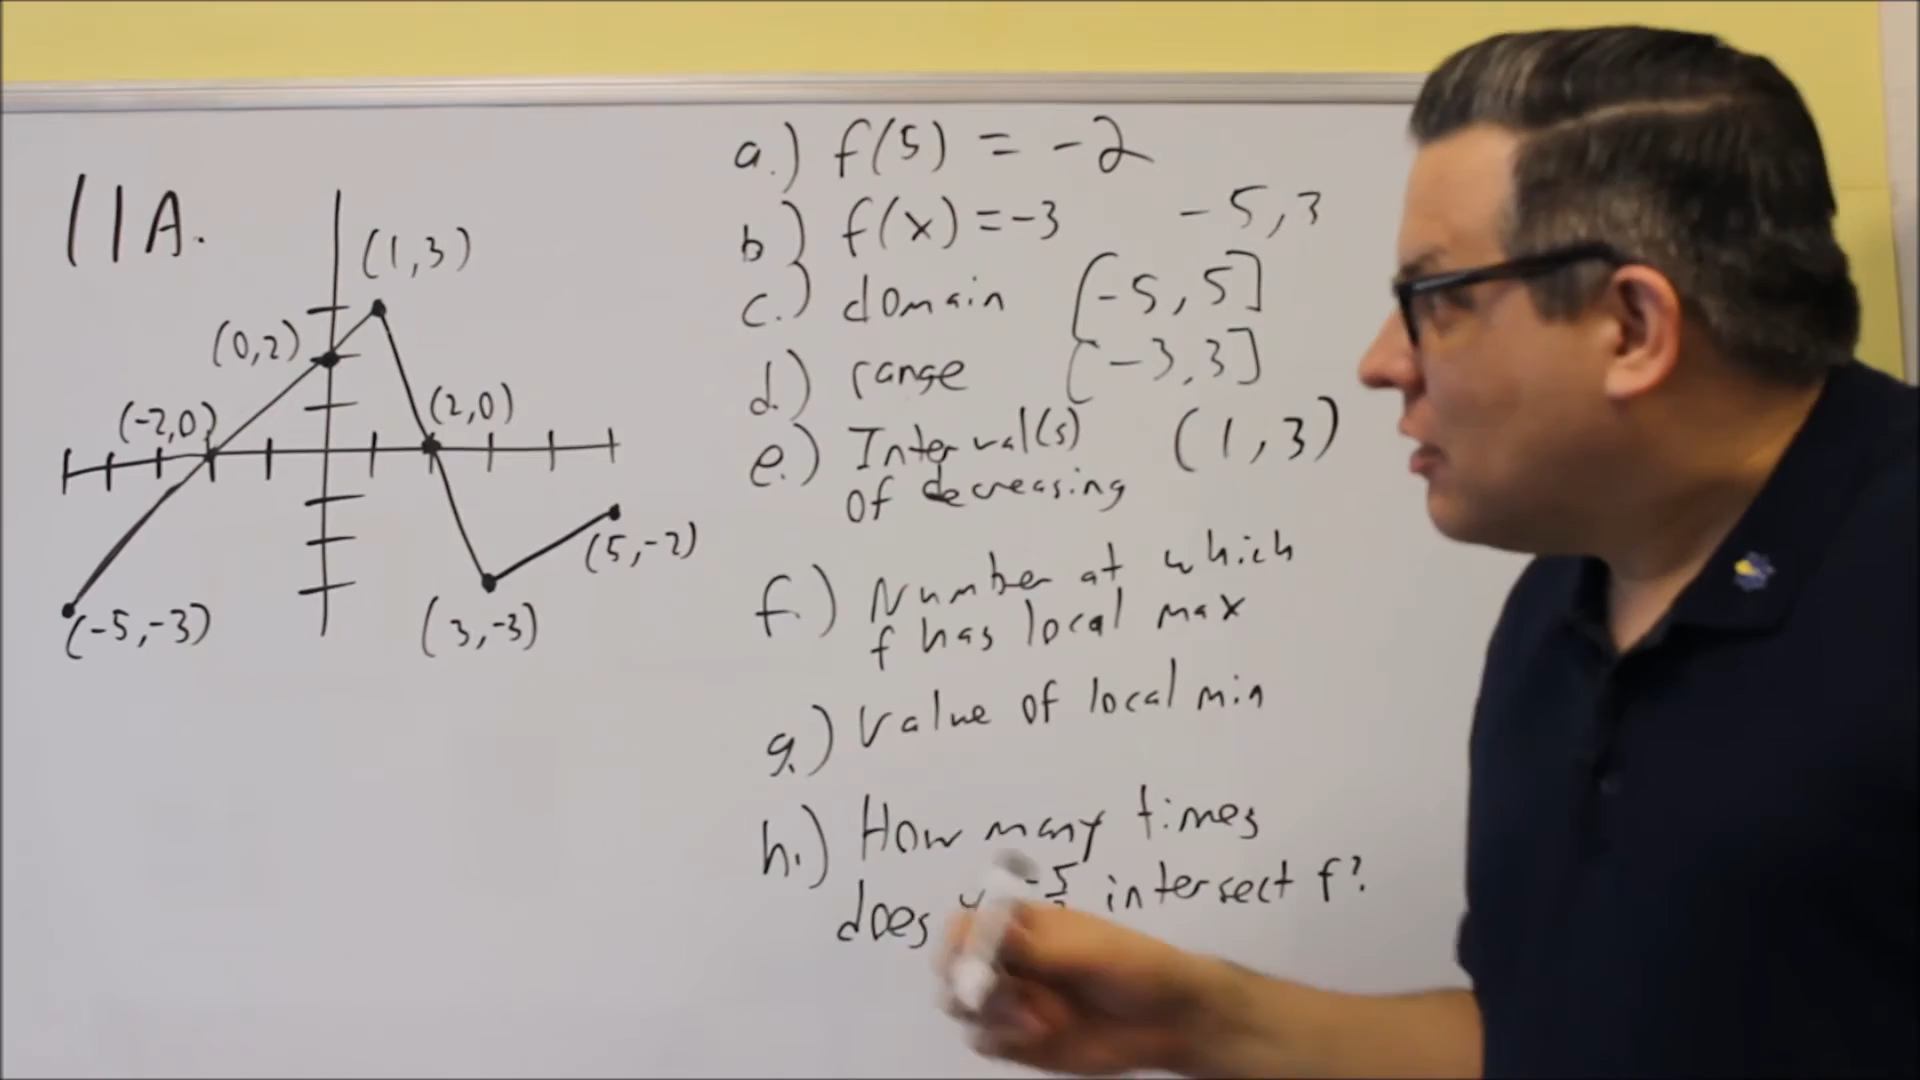 11A.
(1,3)
(0,2)
(-2,0)
(2,0)
(5,-2)
(-5,-3)
(3,-3)
a.) f(5) = -2
b) f(x) = -3 -5,3
c.) domain [-5,5]
d.) range [-3,3]
e.) Interval(s) (1,3)
of decreasing
f.) Number at which
f has local max
g.) Value of local min
h.) How many times
does intersect f?